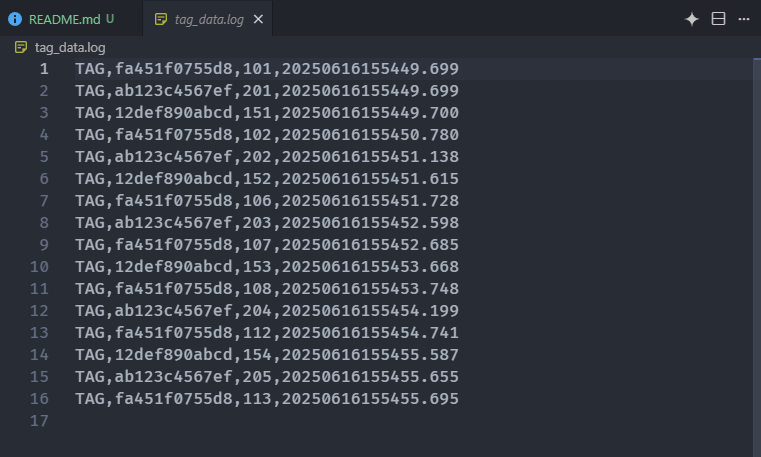 README.md U
tag_data.log
tag_data.log
1 TAG,fa451f0755d8,101,20250616155449.699
2 TAG,ab123c4567ef,201,20250616155449.699
3 TAG,12def890abcd,151,20250616155449.700
4 TAG,fa451f0755d8,102,20250616155450.780
5 TAG,ab123c4567ef,202,20250616155451.138
6 TAG,12def890abcd,152,20250616155451.615
7 TAG,fa451f0755d8,106,20250616155451.728
8 TAG,ab123c4567ef,203,20250616155452.598
9 TAG,fa451f0755d8,107,20250616155452.685
10 TAG,12def890abcd,153,20250616155453.668
11 TAG,fa451f0755d8,108,20250616155453.748
12 TAG,ab123c4567ef,204,20250616155454.199
13 TAG,fa451f0755d8,112,20250616155454.741
14 TAG,12def890abcd,154,20250616155455.587
15 TAG,ab123c4567ef,205,20250616155455.655
16 TAG,fa451f0755d8,113,20250616155455.695
17